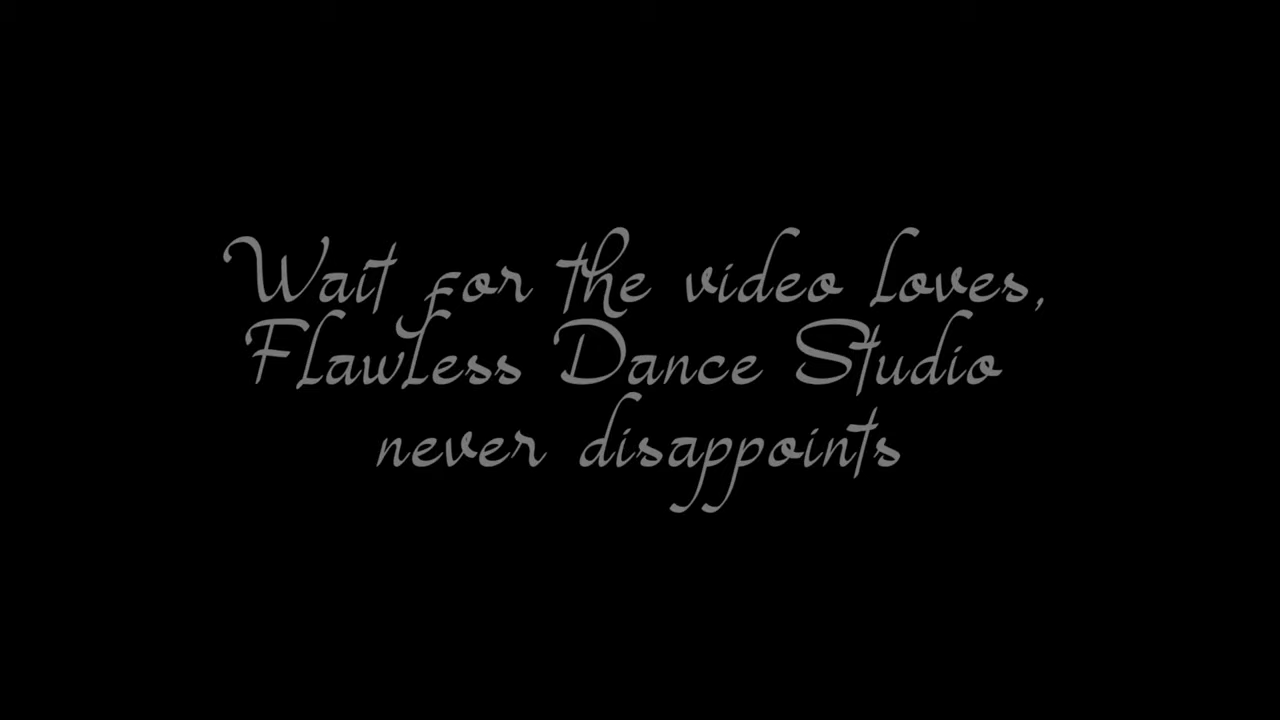 Wait for the video loves,
Flawless Dance Studio
never disappoints